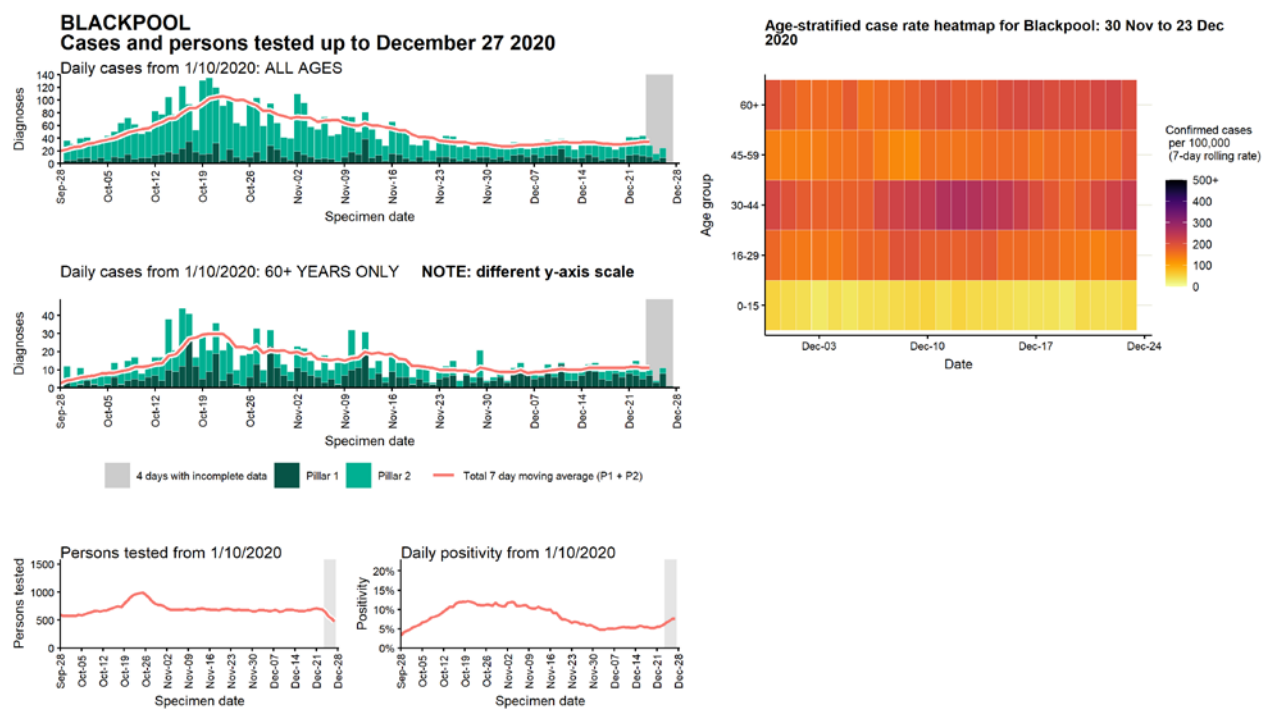 BLACKPOOL
Cases and persons tested up to December 27 2020
Daily cases from 1/10/2020: ALL AGES
Diagnoses
140
120
100
80
60
40
20
0
Sep-28
Oct-05
Oct-12
Oct-19
Oct-26
Nov-02
Nov-09
Nov-16
Nov-23
Nov-30
Dec-07
Dec-14
Dec-21
Dec-28
Specimen date
Daily cases from 1/10/2020: 60+ YEARS ONLY NOTE: different y-axis scale
Diagnoses
40
30
20
10
0
Sep-28
Oct-05
Oct-12
Oct-19
Oct-26
Nov-02
Nov-09
Nov-16
Nov-23
Nov-30
Dec-07
Dec-14
Dec-21
Dec-28
Specimen date
4 days with incomplete data
Pillar 1
Pillar 2
Total 7 day moving average (P1 + P2)
Persons tested from 1/10/2020
Persons tested
1500
1000
500
0
Sep-28
Oct-05
Oct-12
Oct-19
Oct-26
Nov-02
Nov-09
Nov-16
Nov-23
Nov-30
Dec-07
Dec-14
Dec-21
Dec-28
Specimen date
Daily positivity from 1/10/2020
Positivity
20%
15%
10%
5%
0%
Sep-28
Oct-05
Oct-12
Oct-19
Oct-26
Nov-02
Nov-09
Nov-16
Nov-23
Nov-30
Dec-07
Dec-14
Dec-21
Dec-28
Specimen date
Age-stratified case rate heatmap for Blackpool: 30 Nov to 23 Dec
2020
Age group
60+
45-59
30-44
16-29
0-15
Dec-03
Dec-10
Dec-17
Dec-24
Date
Confirmed cases
per 100,000
(7-day rolling rate)
500+
400
300
200
100
0